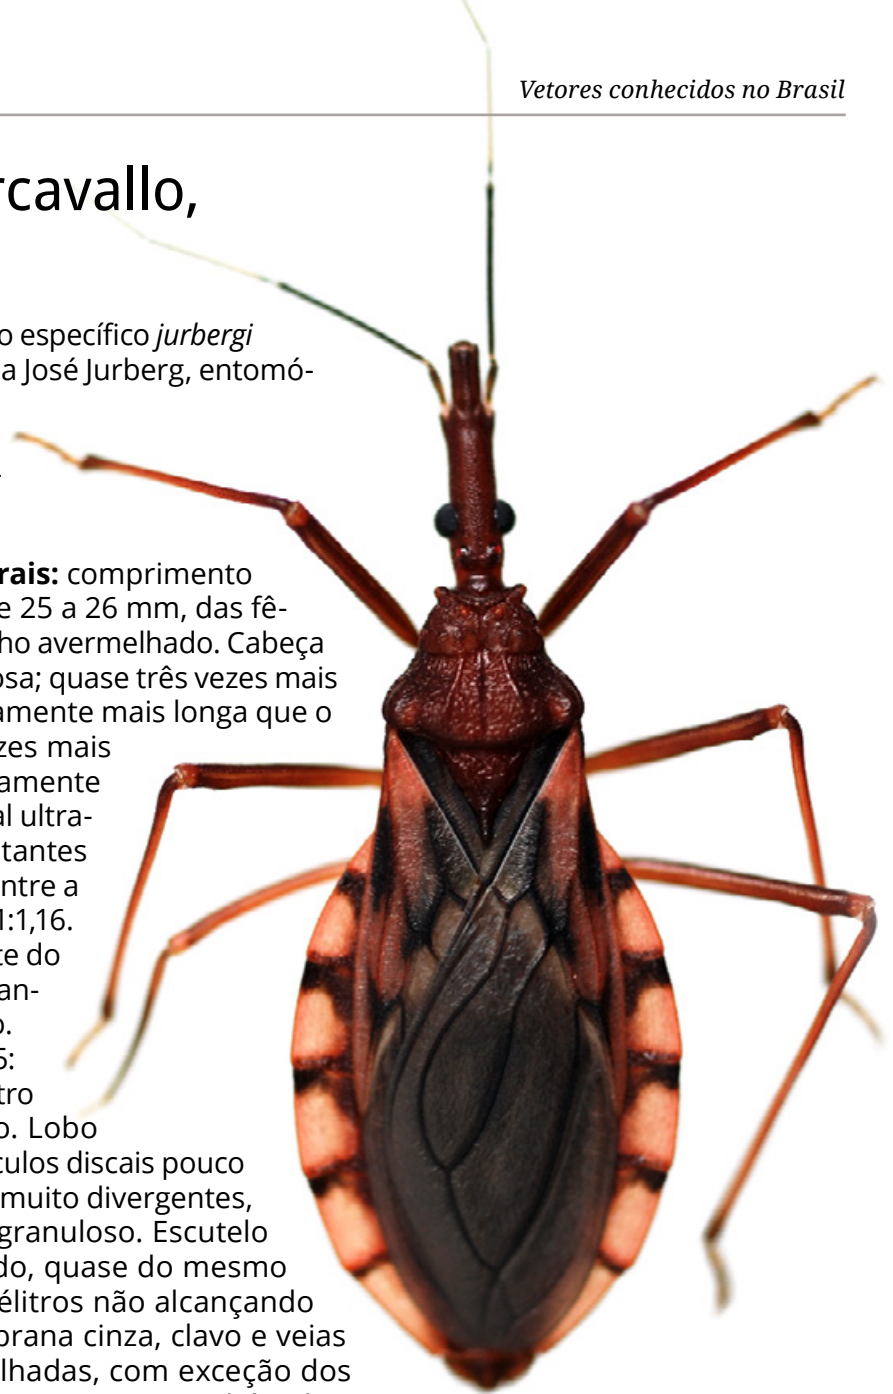 Vetores conhecidos no Brasil
rcavallo,
o específico jurbergi
a José Jurberg, entomó-
.
rais: comprimento
e 25 a 26 mm, das fê-
ho avermelhado. Cabeça
osa; quase três vezes mais
amente mais longa que o
zes mais
amente
al ultra-
tantes
ntre a
1:1,16.
te do
an-
o.
5:
tro
o. Lobo
culos discais pouco
muito divergentes,
granuloso. Escutelo
do, quase do mesmo
élitros não alcançando
brana cinza, clavo e veias
lhadas, com exceção dos